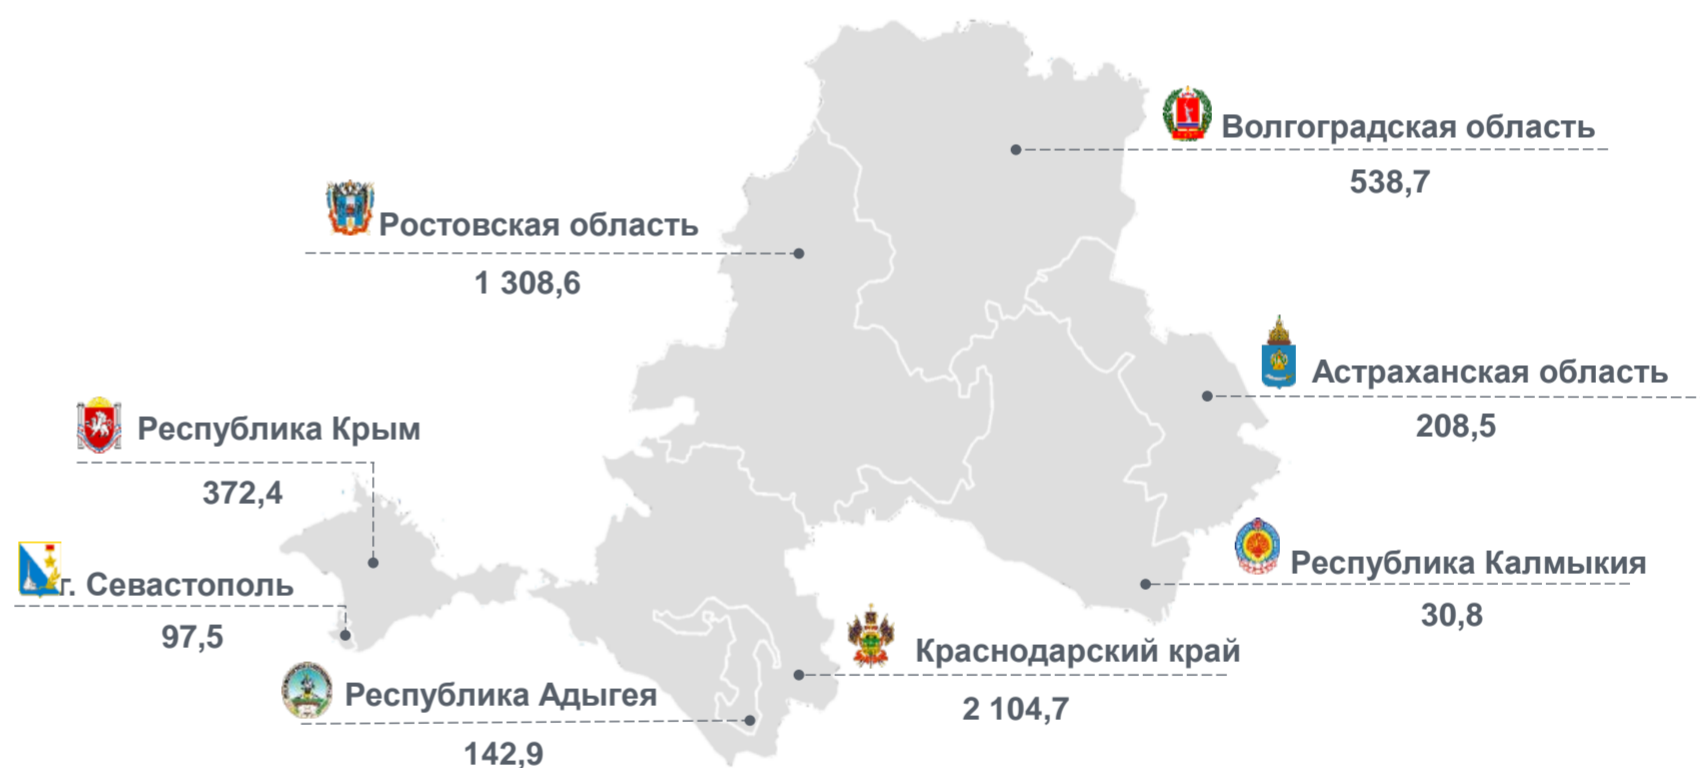 Волгоградская область
538,7
Ростовская область
1 308,6
Астраханская область
208,5
Республика Крым
372,4
Республика Калмыкия
30,8
г. Севастополь
97,5
Краснодарский край
2 104,7
Республика Адыгея
142,9